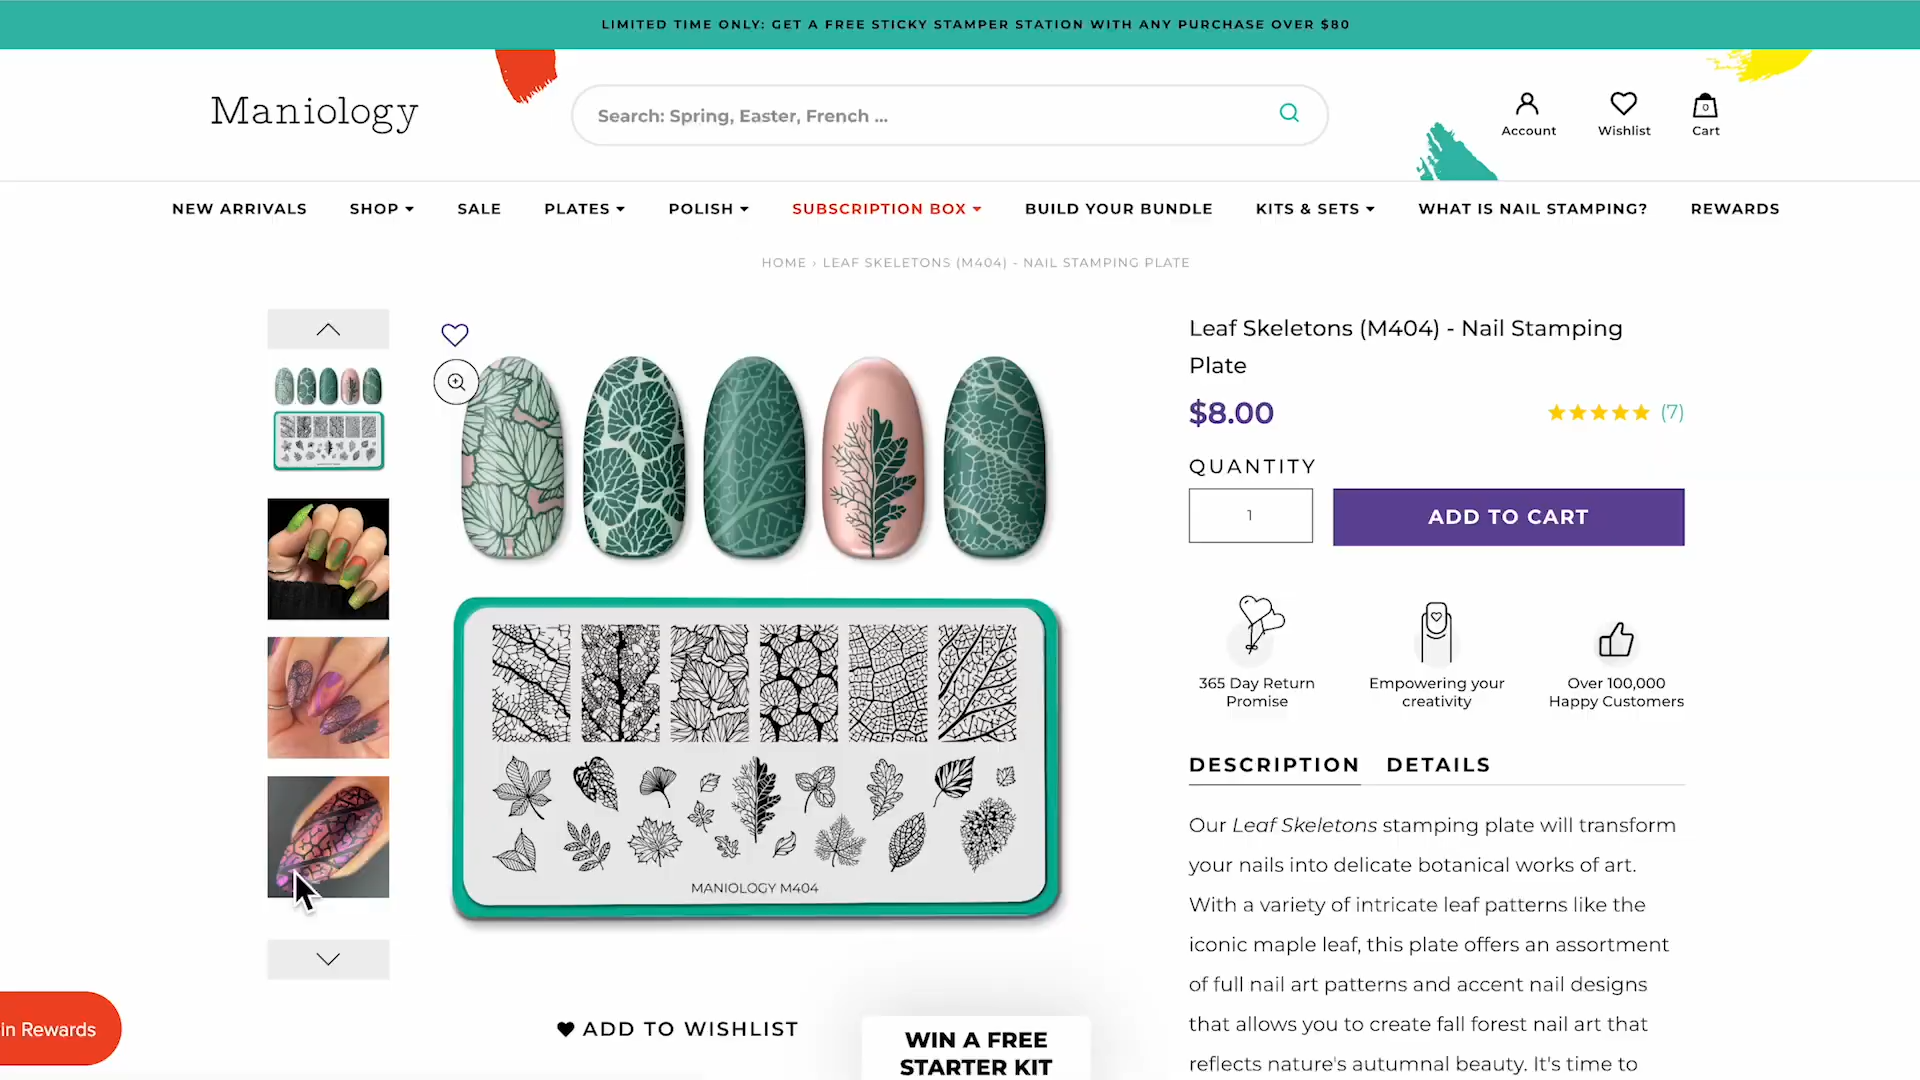 LIMITED TIME ONLY: GET A FREE STICKY STAMPER STATION WITH ANY PURCHASE OVER $80
Maniology
Search: Spring, Easter, French ...
Account
Wishlist
0
Cart
NEW ARRIVALS
SHOP
SALE
PLATES
POLISH
SUBSCRIPTION BOX
BUILD YOUR BUNDLE
KITS & SETS
WHAT IS NAIL STAMPING?
REWARDS
HOME › LEAF SKELETONS (M404) - NAIL STAMPING PLATE
MANIOLOGY M404
ADD TO WISHLIST
Leaf Skeletons (M404) - Nail Stamping
Plate
$8.00
(7)
QUANTITY
1
ADD TO CART
365 Day Return
Promise
Empowering your
creativity
Over 100,000
Happy Customers
DESCRIPTION
DETAILS
Our Leaf Skeletons stamping plate will transform
your nails into delicate botanical works of art.
With a variety of intricate leaf patterns like the
iconic maple leaf, this plate offers an assortment
of full nail art patterns and accent nail designs
that allows you to create fall forest nail art that
reflects nature's autumnal beauty. It's time to
in Rewards
WIN A FREE
STARTER KIT